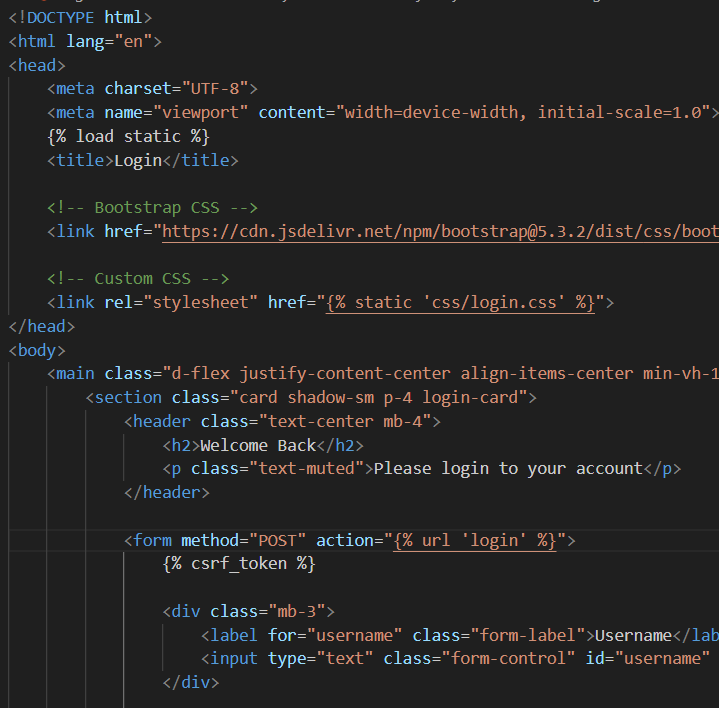 <!DOCTYPE html>
<html lang="en">
<head>
    <meta charset="UTF-8">
    <meta name="viewport" content="width=device-width, initial-scale=1.0">
    {% load static %}
    <title>Login</title>

    <!-- Bootstrap CSS -->
    <link href="https://cdn.jsdelivr.net/npm/bootstrap@5.3.2/dist/css/boot

    <!-- Custom CSS -->
    <link rel="stylesheet" href="{% static 'css/login.css' %}">
</head>
<body>
    <main class="d-flex justify-content-center align-items-center min-vh-1
        <section class="card shadow-sm p-4 login-card">
            <header class="text-center mb-4">
                <h2>Welcome Back</h2>
                <p class="text-muted">Please login to your account</p>
            </header>

            <form method="POST" action="{% url 'login' %}">
                {% csrf_token %}

                <div class="mb-3">
                    <label for="username" class="form-label">Username</lab
                    <input type="text" class="form-control" id="username"
                </div>